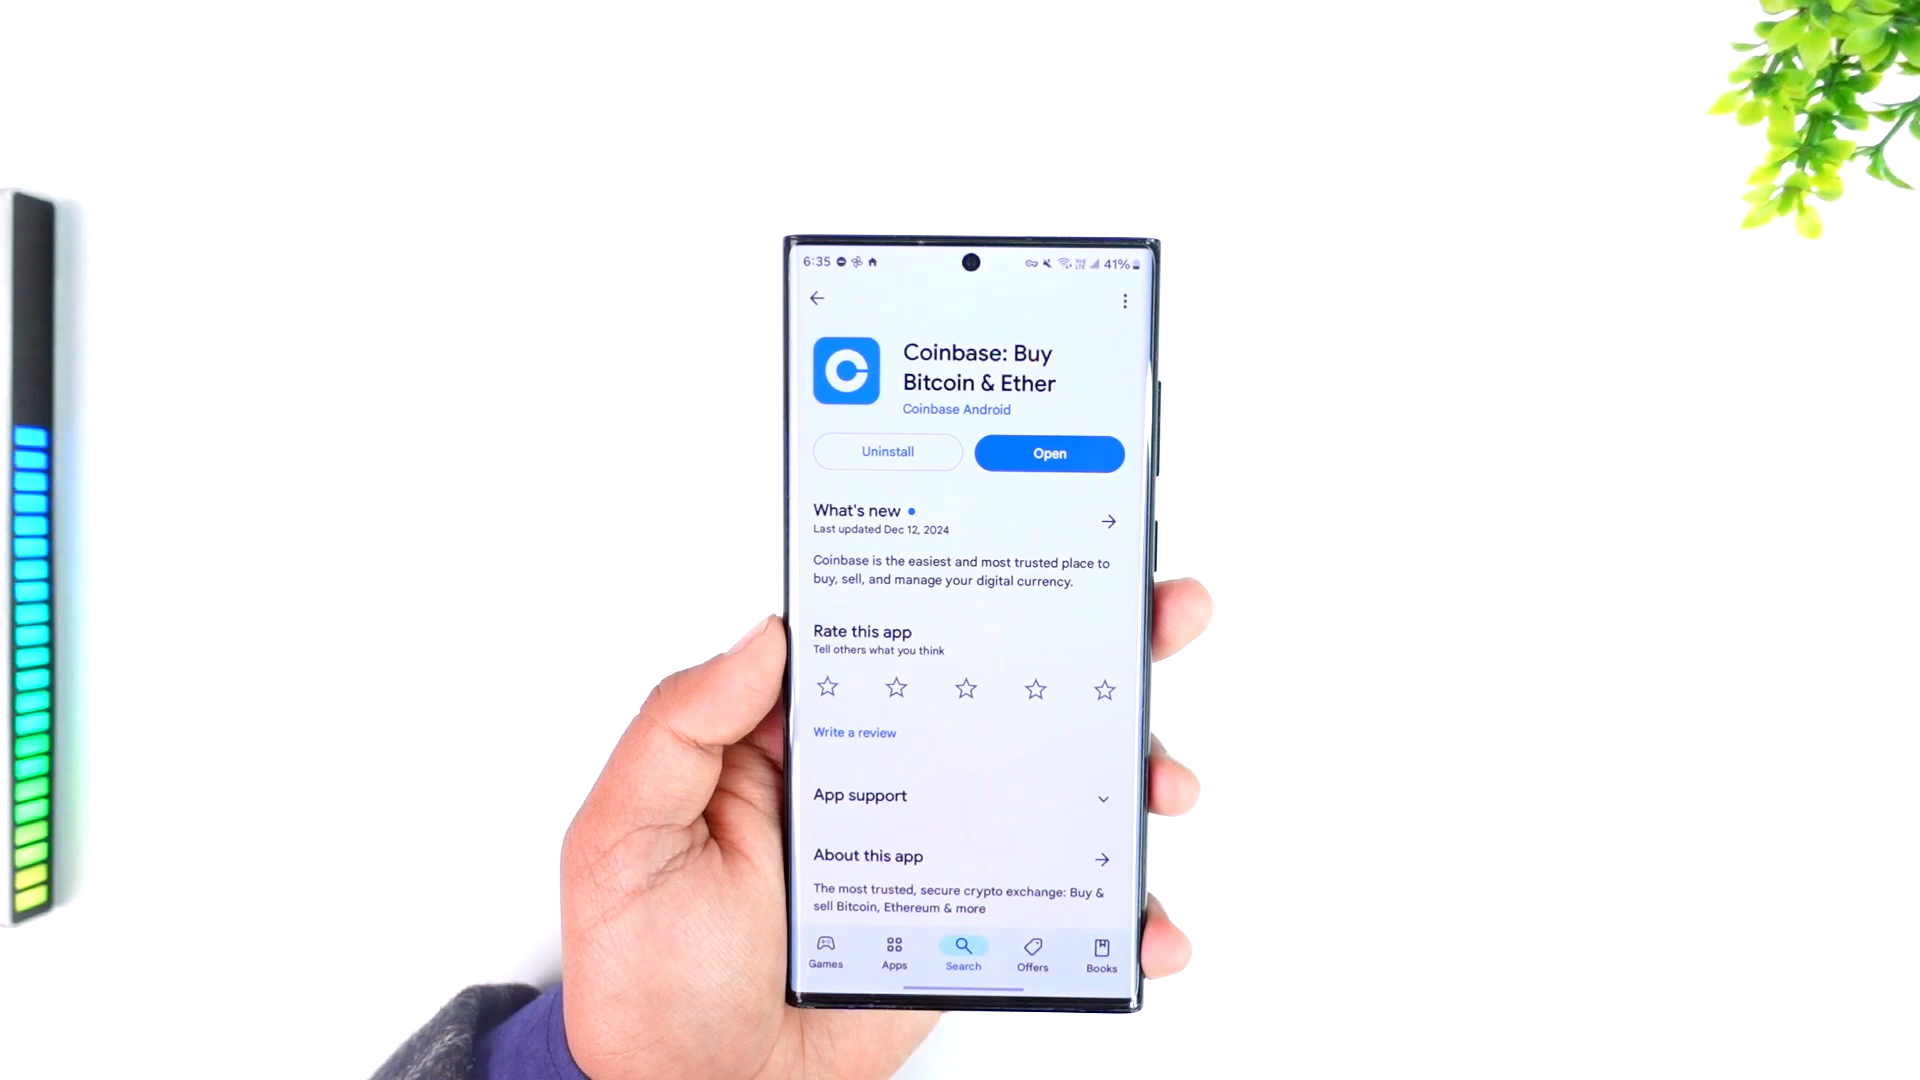 6:35
41%
Coinbase: Buy
Bitcoin & Ether
Coinbase Android
Uninstall
Open
What's new
Last updated Dec 12, 2024
Coinbase is the easiest and most trusted place to
buy, sell, and manage your digital currency.
Rate this app
Tell others what you think
Write a review
App support
About this app
The most trusted, secure crypto exchange: Buy &
sell Bitcoin, Ethereum & more
Games
Apps
Search
Offers
Books